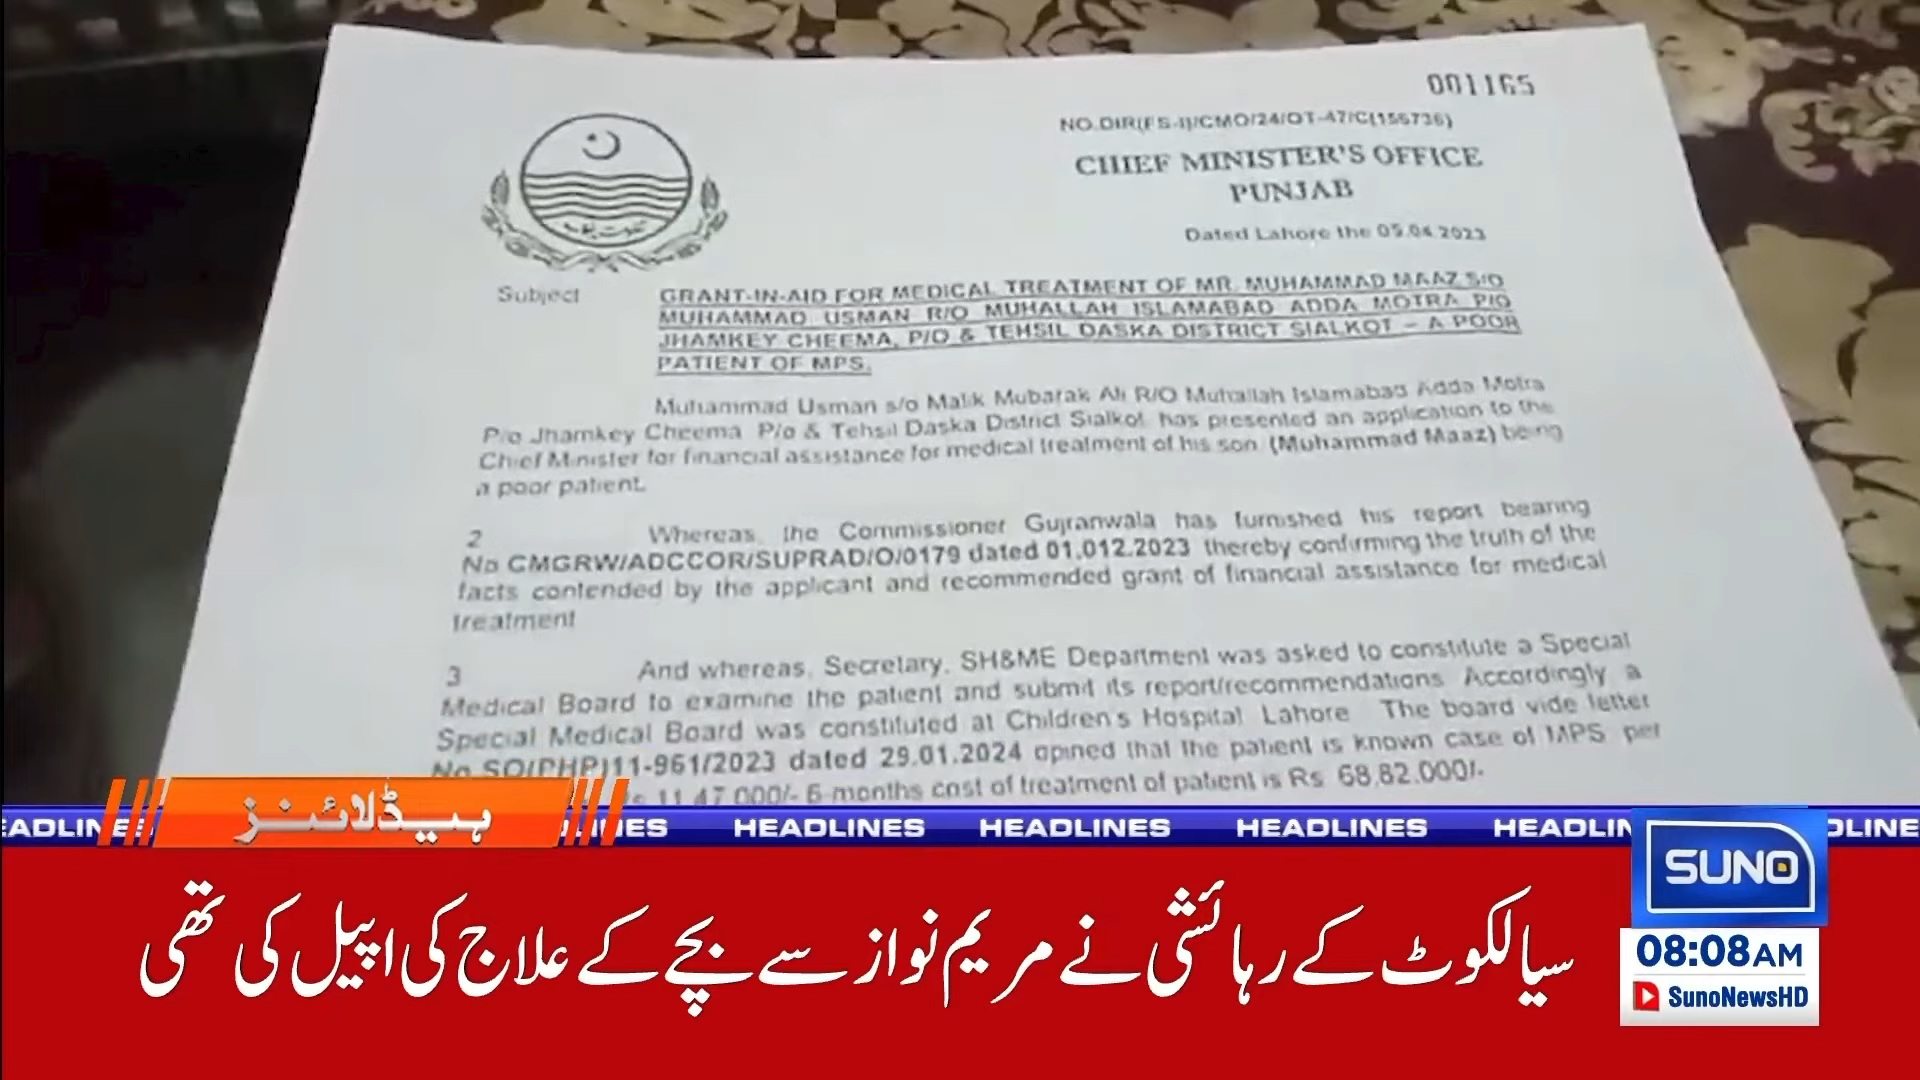 001165
NO.DIR(FS-I)/CMO/24/OT-47/C(156736)
CHIEF MINISTER'S OFFICE
PUNJAB
Dated Lahore the 05.04.2023
Subject
GRANT-IN-AID FOR MEDICAL TREATMENT OF MR. MUHAMMAD MAAZ S/O
MUHAMMAD USMAN R/O MUHALLAH ISLAMABAD ADDA MOTRA P/O
JHAMKEY CHEEMA, P/O & TEHSIL DASKA DISTRICT SIALKOT – A POOR
PATIENT OF MPS.
Muhammad Usman s/o Malik Mubarak Ali R/O Muhallah Islamabad Adda Motra
P/o Jhamkey Cheema P/o & Tehsil Daska District Sialkot has presented an application to the
Chief Minister for financial assistance for medical treatment of his son (Muhammad Maaz) being
a poor patient.
2 Whereas, the Commissioner Gujranwala has furnished his report bearing
No CMGRW/ADCCOR/SUPRAD/O/0179 dated 01.012.2023 thereby confirming the truth of the
facts contended by the applicant and recommended grant of financial assistance for medical
treatment
3 And whereas, Secretary, SH&ME Department was asked to constitute a Special
Medical Board to examine the patient and submit its report/recommendations Accordingly a
Special Medical Board was constituted at Children's Hospital Lahore The board vide letter
No SO(PHP)11-961/2023 dated 29.01.2024 opined that the patient is known case of MPS per
11,47,000/- 6-months cost of treatment of patient is Rs 68,82,000/-
ہیڈلائنز
HEADLINES HEADLINES HEADLINES
SUNO
سیالکوٹ کے رہائشی نے مریم نواز سے بچے کے علاج کی اپیل کی تھی
08:08AM
SunoNewsHD